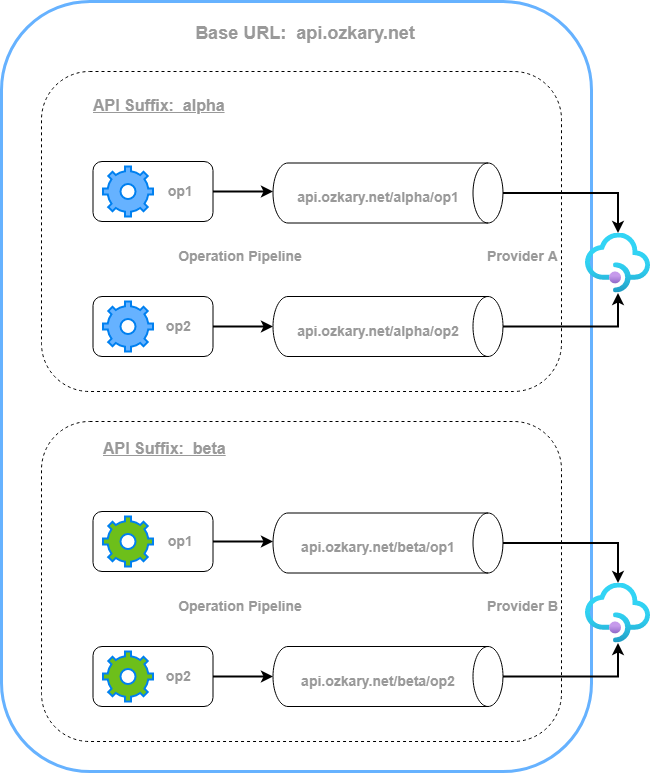 Base URL: api.ozkary.net
API Suffix: alpha
op1
api.ozkary.net/alpha/op1
Operation Pipeline
Provider A
op2
api.ozkary.net/alpha/op2
API Suffix: beta
op1
api.ozkary.net/beta/op1
Operation Pipeline
Provider B
op2
api.ozkary.net/beta/op2